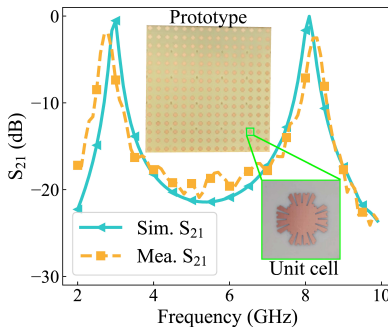 Prototype
0
−10
−20
−30
S21 (dB)
Sim. S21
Mea. S21
Unit cell
2 4 6 8 10
Frequency (GHz)